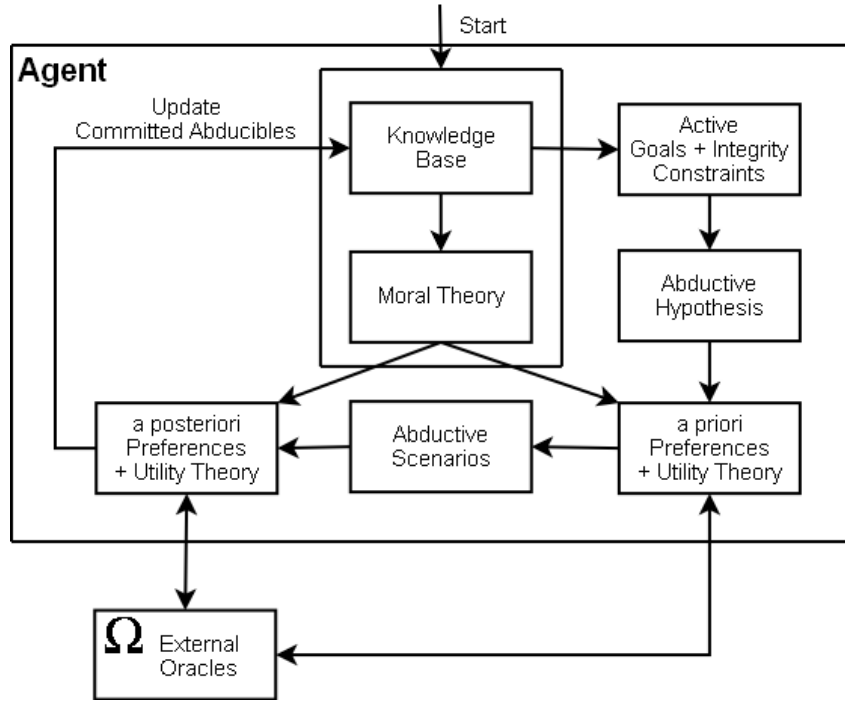 Start
Agent
Update
Committed Abducibles
Knowledge
Base
Active
Goals + Integrity
Constraints
Moral Theory
Abductive
Hypothesis
a posteriori
Preferences
+ Utility Theory
Abductive
Scenarios
a priori
Preferences
+ Utility Theory
Ω External
Oracles